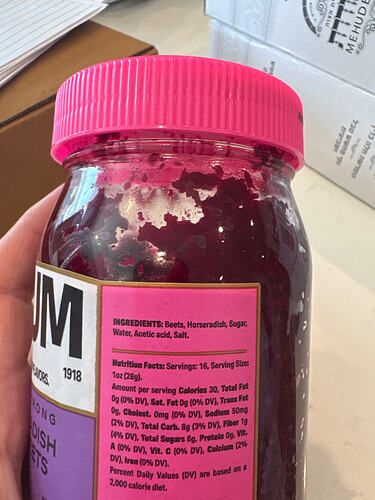 MEHUDE
UM
1918
INGREDIENTS: Beets, Horseradish, Sugar,
Water, Acetic acid, Salt.
Nutrition Facts: Servings: 16, Serving Size:
1oz (28g).
Amount per serving Calories 30, Total Fat
0g (0% DV), Sat. Fat 0g (0% DV), Trans Fat
0g, Cholest. 0mg (0% DV), Sodium 50mg
(2% DV), Total Carb. 8g (3% DV), Fiber 1g
(4% DV), Total Sugars 6g, Protein 0g, Vit.
A (0% DV), Vit. C (0% DV), Calcium (2%
DV), Iron (0% DV).
Percent Daily Values (DV) are based on a
2,000 calorie diet.